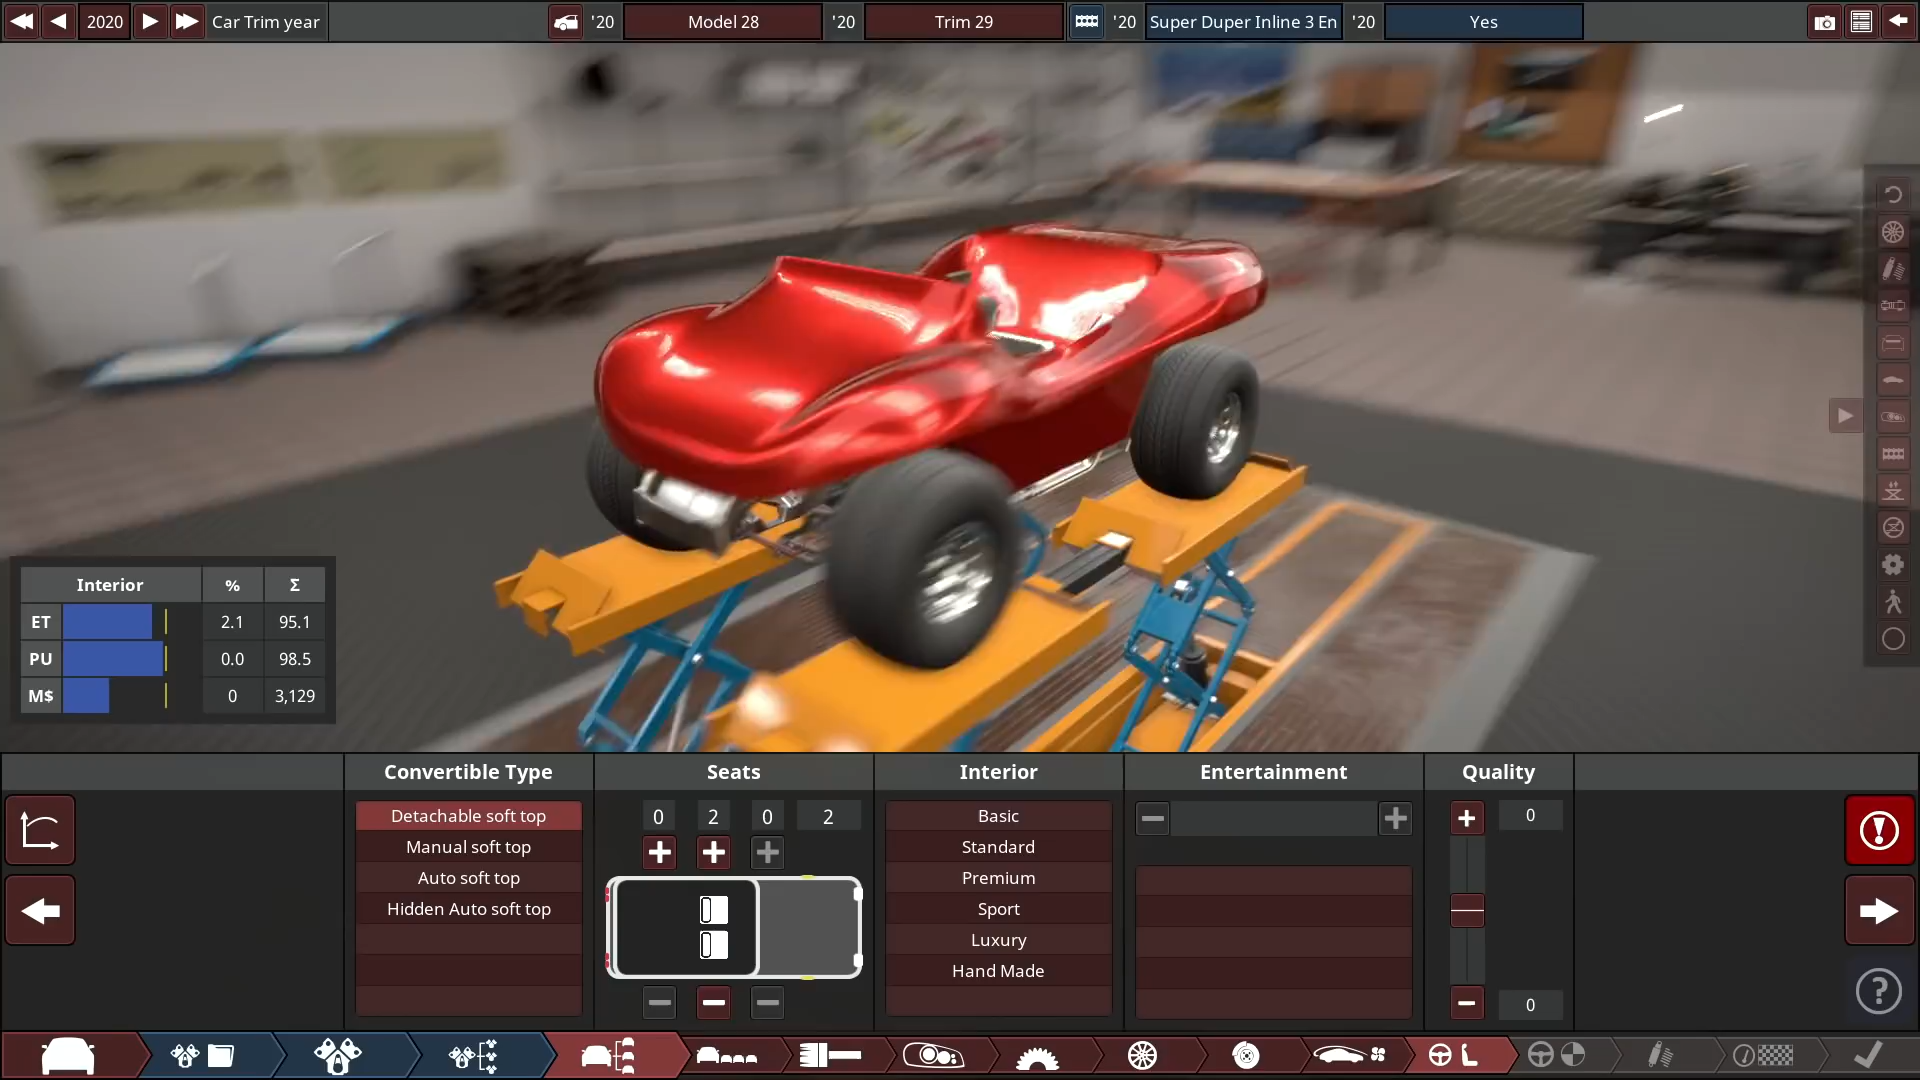 2020 Car Trim year '20 Model 28 '20 Trim 29 '20 Super Duper Inline 3 En '20 Yes
Interior % Σ
ET 2.1 95.1
PU 0.0 98.5
M$ 0 3,129
Convertible Type Seats Interior Entertainment Quality
Detachable soft top
Manual soft top
Auto soft top
Hidden Auto soft top
0 2 0 2
Basic
Standard
Premium
Sport
Luxury
Hand Made
0
0